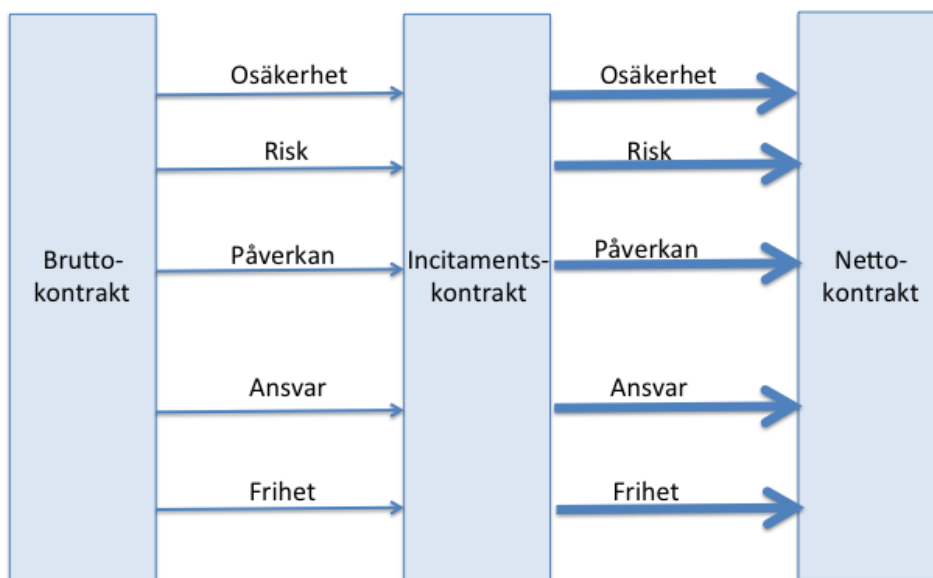 Osäkerhet
Osäkerhet
Risk
Risk
Brutto-
kontrakt
Påverkan
Incitaments-
kontrakt
Påverkan
Netto-
kontrakt
Ansvar
Ansvar
Frihet
Frihet